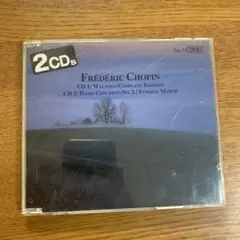 2CDs
FRÉDÉRIC CHOPIN
CD 1: WALTZES (COMPLETE EDITION)
CD 2: PIANO CONCERTO NO. 2 / FUNERAL MARCH